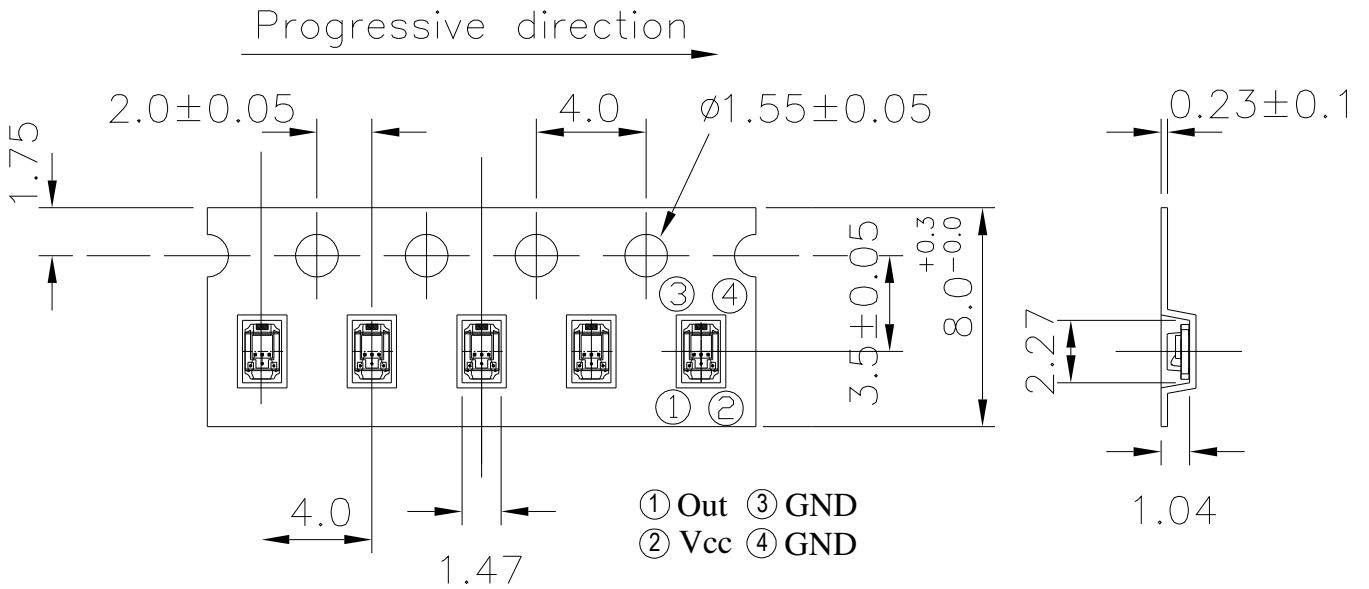 Progressive direction
2.0±0.05
4.0
ø1.55±0.05
0.23±0.1
1.75
3.5±0.05
8.0 +0.3 -0.0
2.27
③ ④
① ②
4.0
1.47
1.04
① Out ③ GND
② Vcc ④ GND